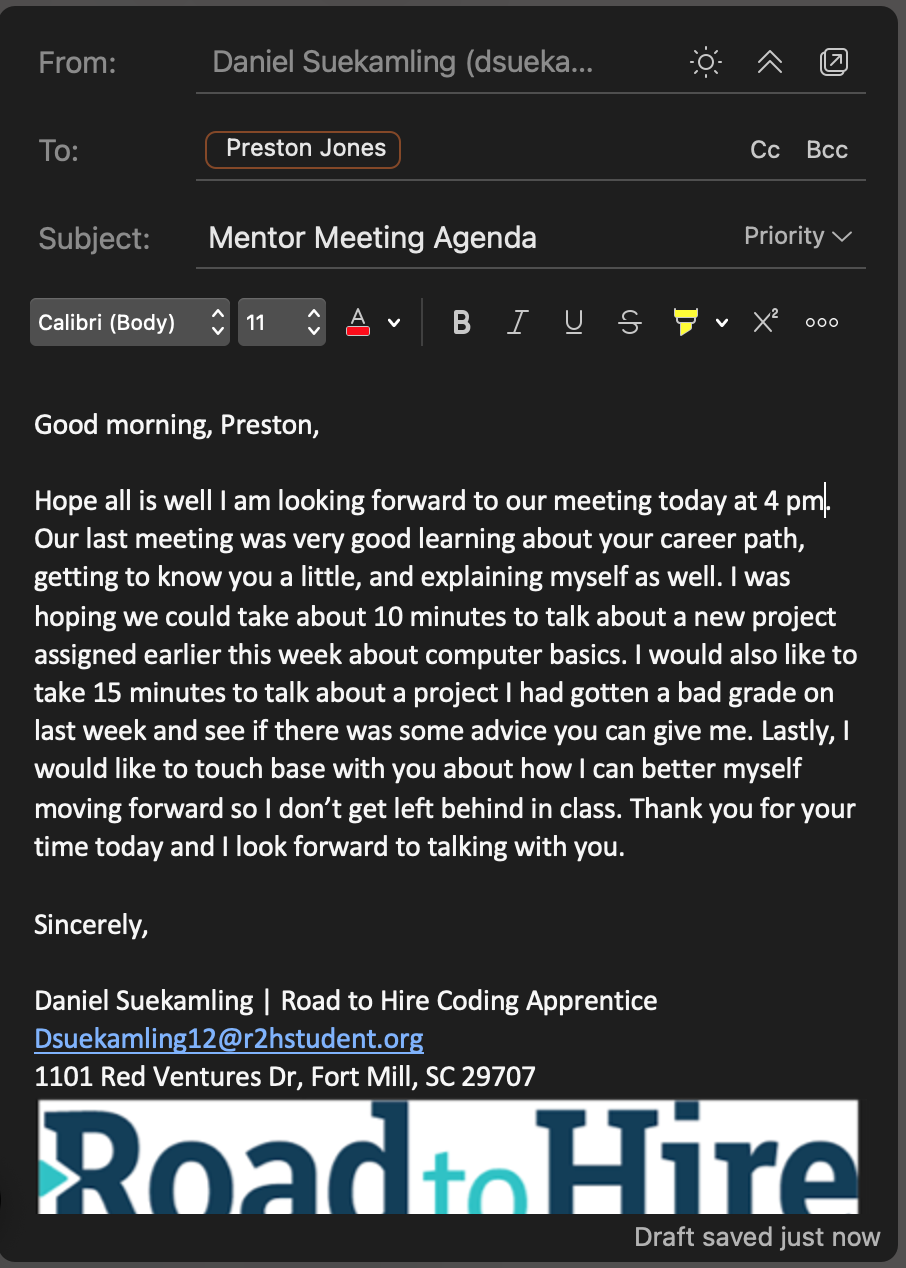 From: Daniel Suekamling (dsueka...
To: Preston Jones Cc Bcc
Subject: Mentor Meeting Agenda Priority
Calibri (Body) 11 A B I U S X²
Good morning, Preston,
Hope all is well I am looking forward to our meeting today at 4 pm.
Our last meeting was very good learning about your career path,
getting to know you a little, and explaining myself as well. I was
hoping we could take about 10 minutes to talk about a new project
assigned earlier this week about computer basics. I would also like to
take 15 minutes to talk about a project I had gotten a bad grade on
last week and see if there was some advice you can give me. Lastly, I
would like to touch base with you about how I can better myself
moving forward so I don’t get left behind in class. Thank you for your
time today and I look forward to talking with you.
Sincerely,
Daniel Suekamling | Road to Hire Coding Apprentice
Dsuekamling12@r2hstudent.org
1101 Red Ventures Dr, Fort Mill, SC 29707
Road to Hire
Draft saved just now